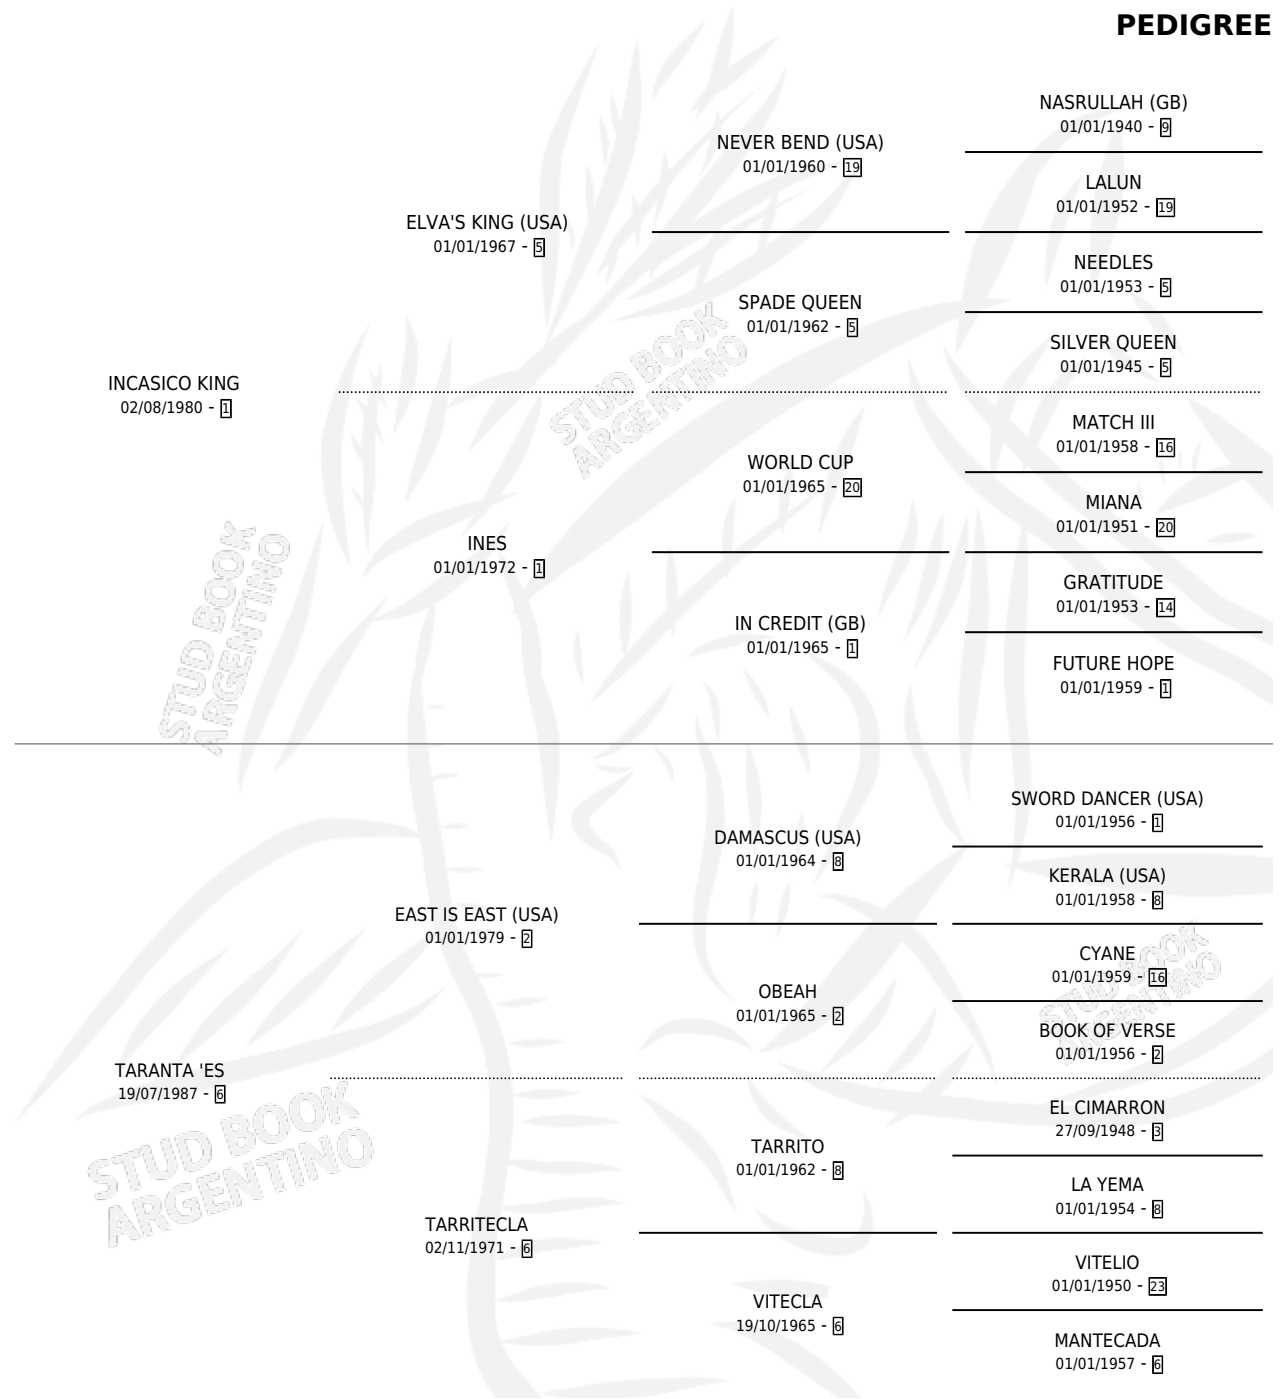 PEDIGREE
NASRULLAH (GB)
01/01/1940 - 9
NEVER BEND (USA)
01/01/1960 - 19
LALUN
01/01/1952 - 19
ELVA'S KING (USA)
01/01/1967 - 5
NEEDLES
01/01/1953 - 5
SPADE QUEEN
01/01/1962 - 5
SILVER QUEEN
01/01/1945 - 5
INCASICO KING
02/08/1980 - 1
MATCH III
01/01/1958 - 16
WORLD CUP
01/01/1965 - 20
MIANA
01/01/1951 - 20
INES
01/01/1972 - 1
GRATITUDE
01/01/1953 - 14
IN CREDIT (GB)
01/01/1965 - 1
FUTURE HOPE
01/01/1959 - 1
SWORD DANCER (USA)
01/01/1956 - 1
DAMASCUS (USA)
01/01/1964 - 8
KERALA (USA)
01/01/1958 - 8
EAST IS EAST (USA)
01/01/1979 - 2
CYANE
01/01/1959 - 16
OBEAH
01/01/1965 - 2
BOOK OF VERSE
01/01/1956 - 2
TARANTA 'ES
19/07/1987 - 6
EL CIMARRON
27/09/1948 - 3
TARRITO
01/01/1962 - 8
LA YEMA
01/01/1954 - 8
TARRITECLA
02/11/1971 - 6
VITELIO
01/01/1950 - 23
VITECLA
19/10/1965 - 6
MANTECADA
01/01/1957 - 6
STUD BOOK
ARGENTINO
STUD BOOK
ARGENTINO
STUD BOOK
ARGENTINO
STUD BOOK
ARGENTINO